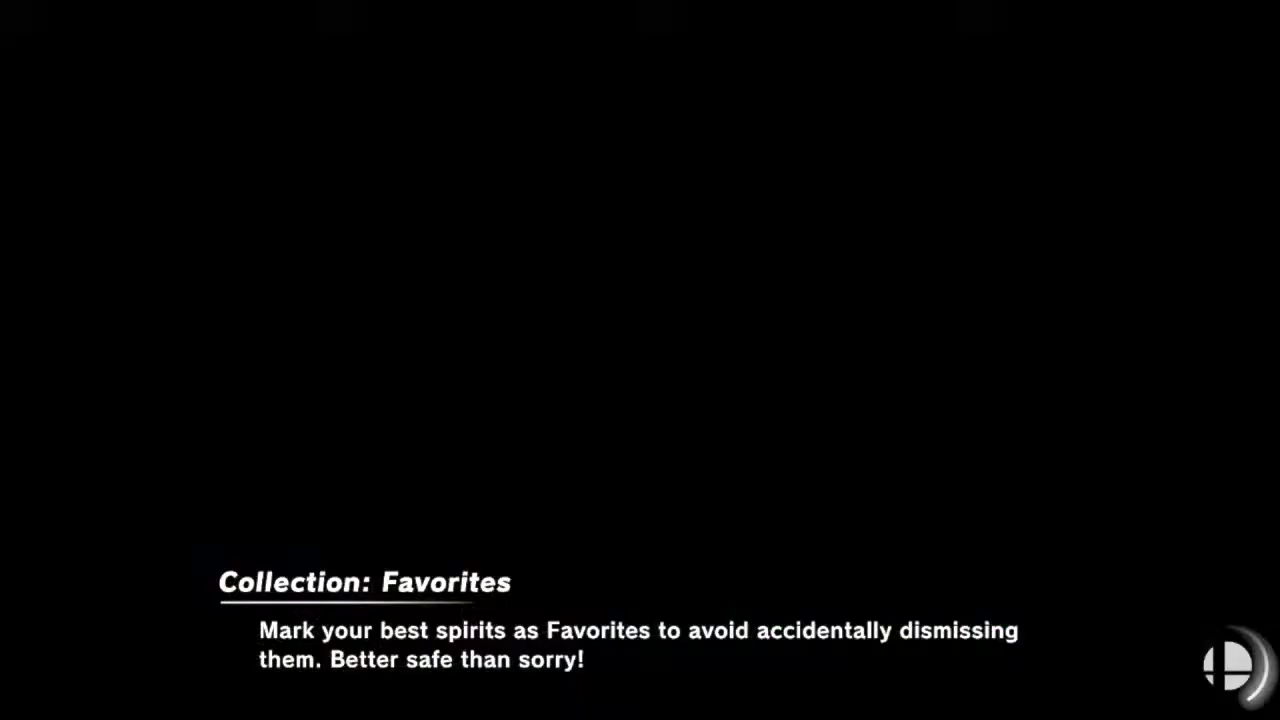 Collection: Favorites
Mark your best spirits as Favorites to avoid accidentally dismissing
them. Better safe than sorry!